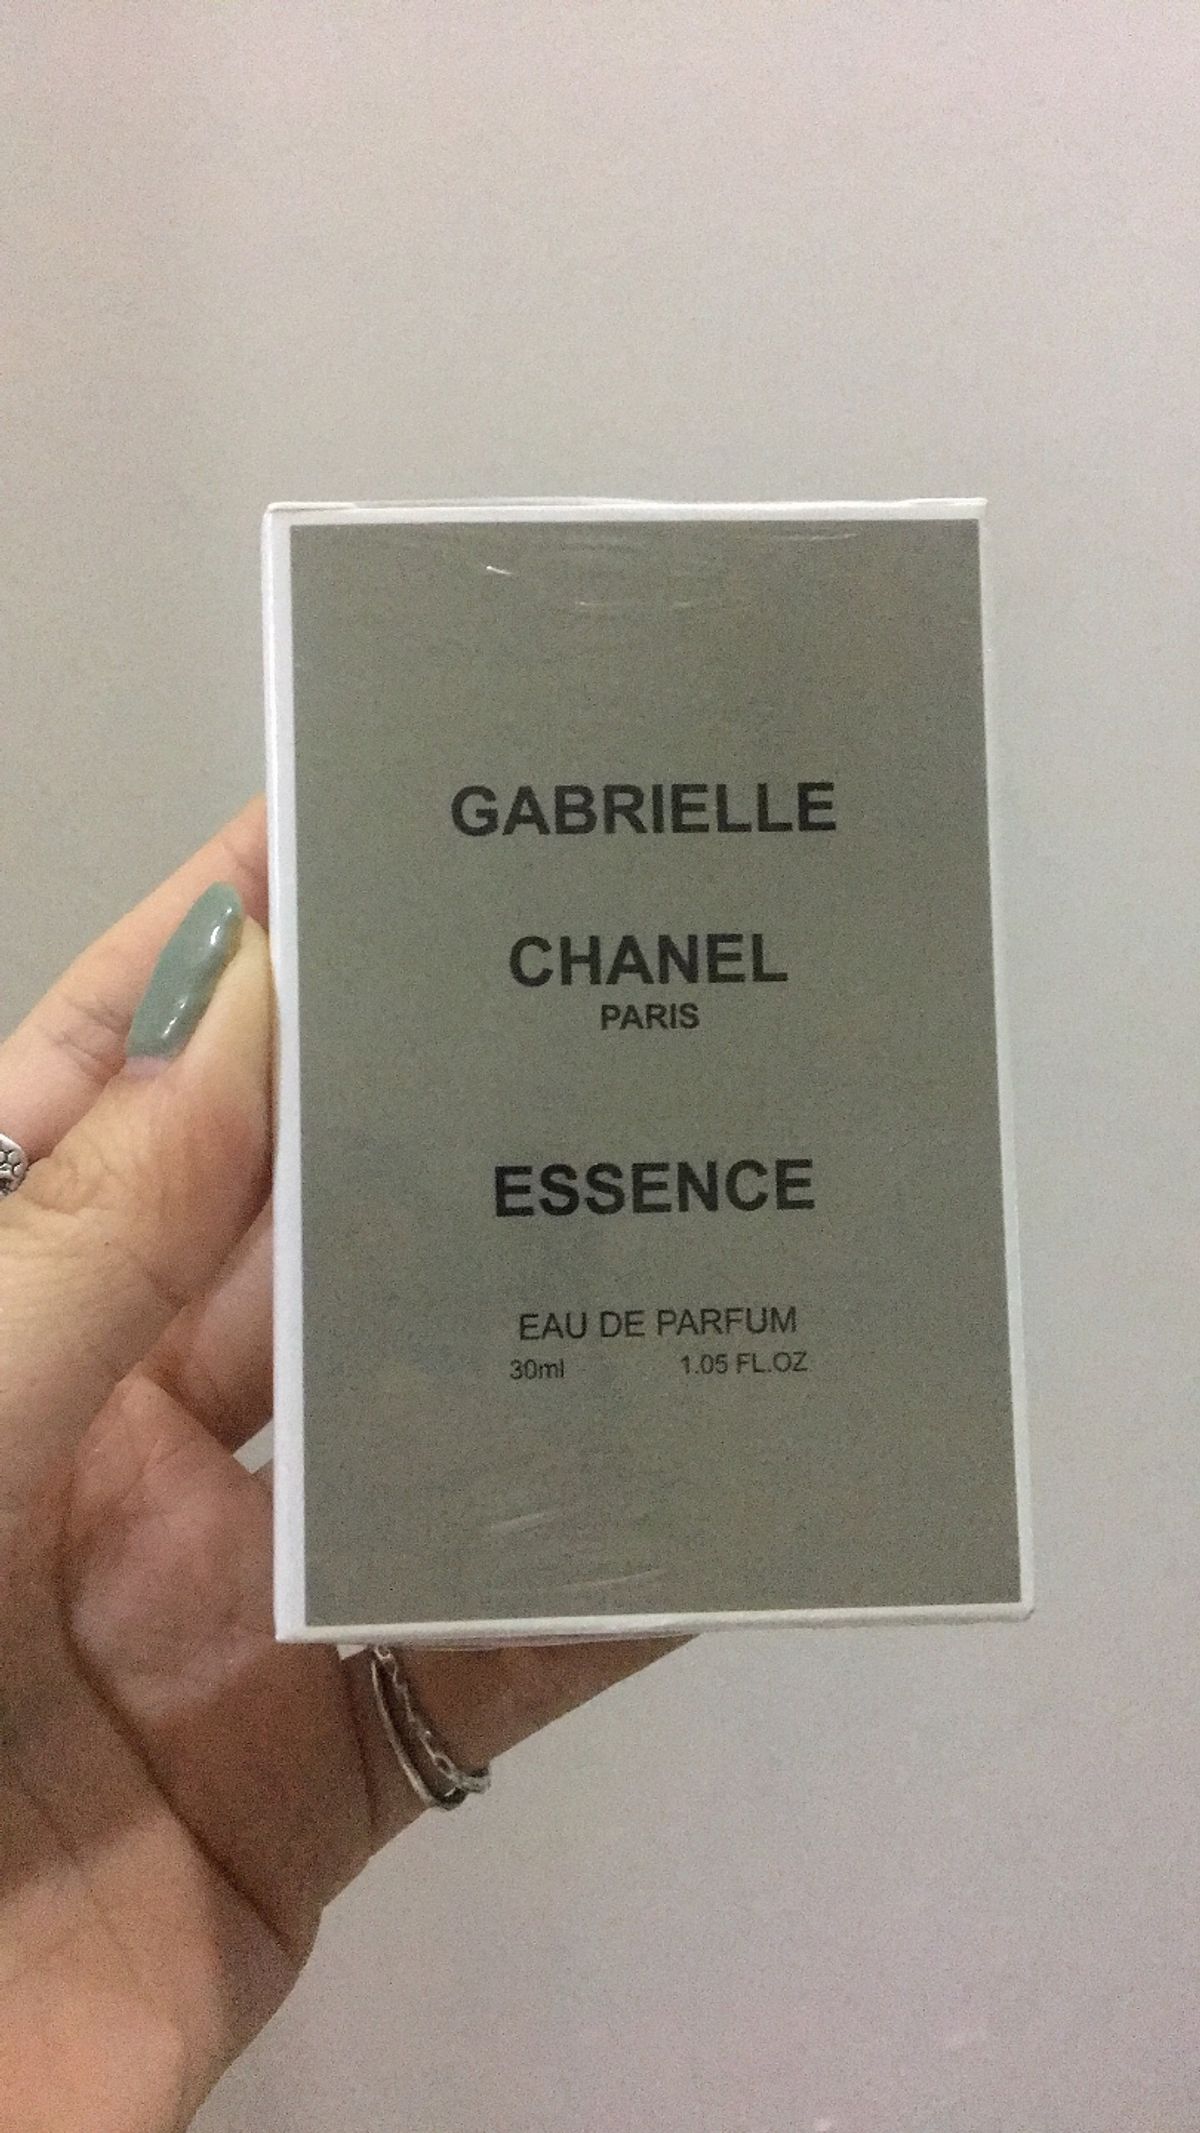 GABRIELLE
CHANEL
PARIS
ESSENCE
EAU DE PARFUM
30ml 1.05 FL.OZ